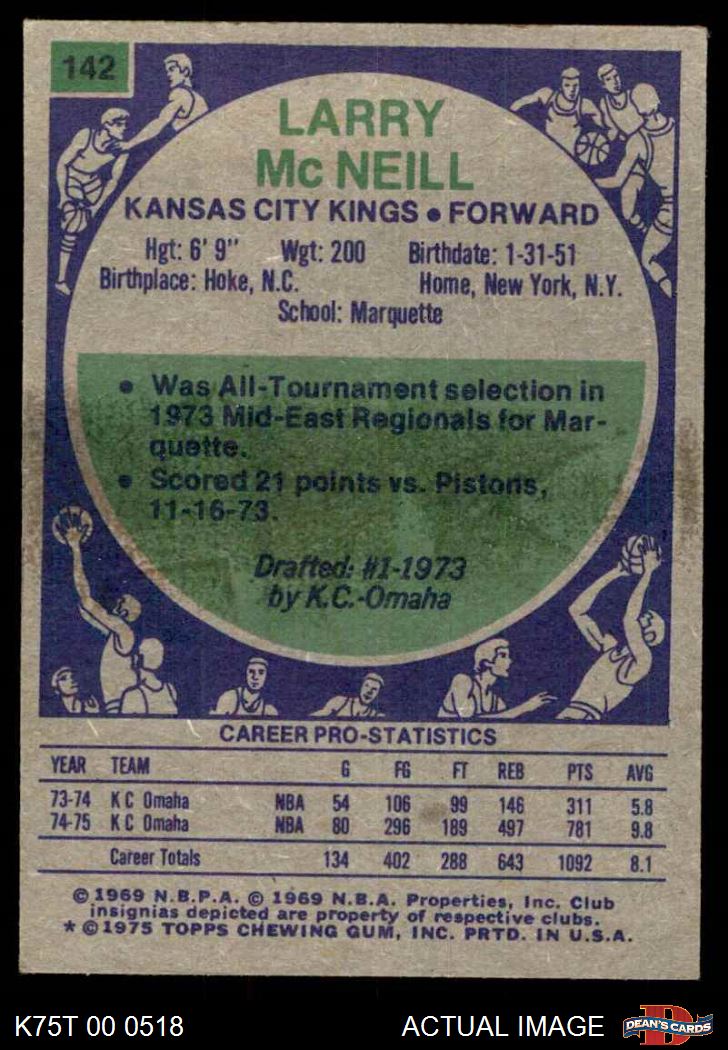 142
LARRY
Mc NEILL
KANSAS CITY KINGS • FORWARD
Hgt: 6' 9" Wgt: 200 Birthdate: 1-31-51
Birthplace: Hoke, N.C. Home, New York, N.Y.
School: Marquette
• Was All-Tournament selection in
1973 Mid-East Regionals for Mar-
quette.
• Scored 21 points vs. Pistons,
11-16-73.
Drafted: #1-1973
by K.C.-Omaha
CAREER PRO-STATISTICS
YEAR TEAM G FG FT REB PTS AVG
73-74 K C Omaha NBA 54 106 99 146 311 5.8
74-75 K C Omaha NBA 80 296 189 497 781 9.8
Career Totals 134 402 288 643 1092 8.1
© 1969 N.B.P.A. © 1969 N.B.A. Properties, Inc. Club
insignias depicted are property of respective clubs.
* © 1975 TOPPS CHEWING GUM, INC. PRTD. IN U.S.A.
K75T 00 0518 ACTUAL IMAGE D DEAN'S CARDS